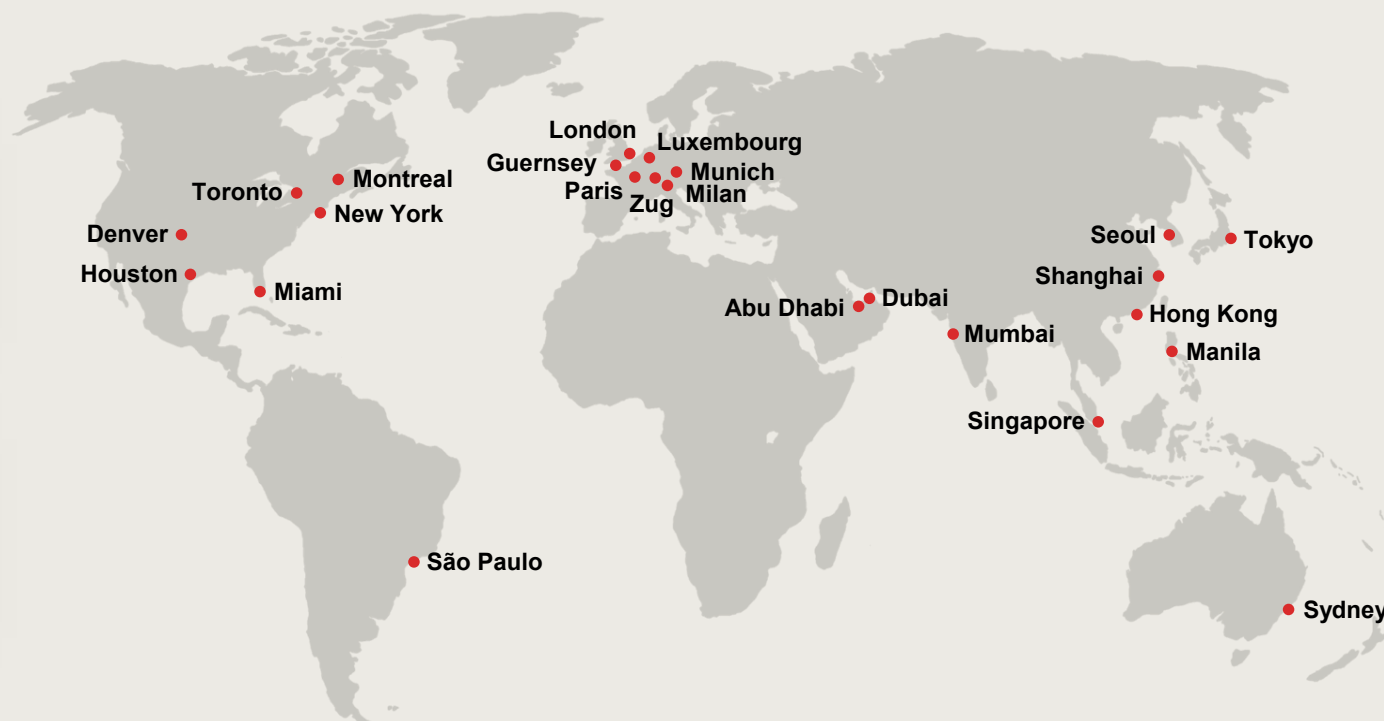 London
Luxembourg
Guernsey
Munich
Paris
Milan
Zug
Montreal
Toronto
New York
Denver
Houston
Miami
Seoul
Tokyo
Shanghai
Abu Dhabi
Dubai
Hong Kong
Mumbai
Manila
Singapore
São Paulo
Sydney